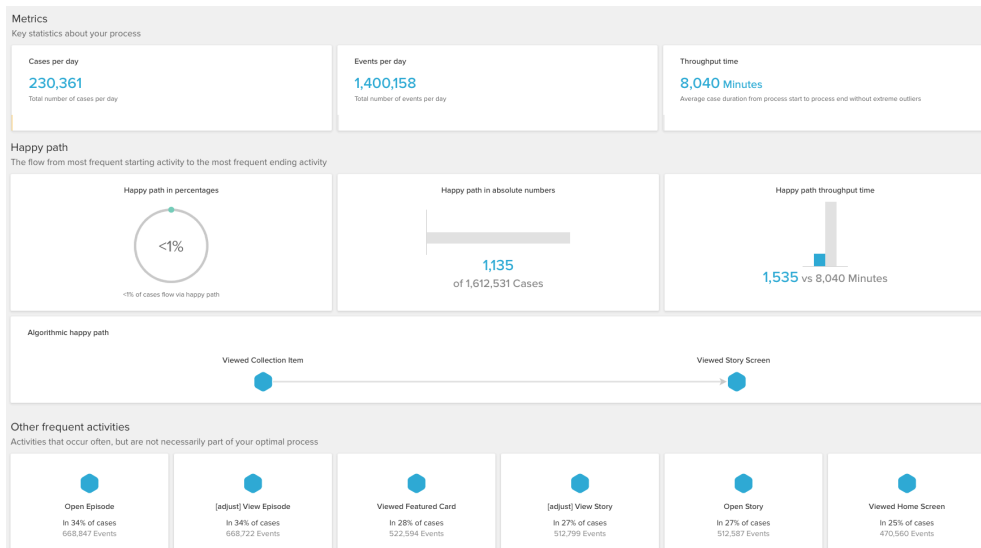 Metrics
Key statistics about your process
Cases per day
230,361
Total number of cases per day
Events per day
1,400,158
Total number of events per day
Throughput time
8,040 Minutes
Average case duration from process start to process end without extreme outliers
Happy path
The flow from most frequent starting activity to the most frequent ending activity
Happy path in percentages
<1%
<1% of cases flow via happy path
Happy path in absolute numbers
1,135
of 1,612,531 Cases
Happy path throughput time
1,535 vs 8,040 Minutes
Algorithmic happy path
Viewed Collection Item
Viewed Story Screen
Other frequent activities
Activities that occur often, but are not necessarily part of your optimal process
Open Episode
In 34% of cases
668,847 Events
[adjust] View Episode
In 34% of cases
668,722 Events
Viewed Featured Card
In 28% of cases
522,594 Events
[adjust] View Story
In 27% of cases
512,799 Events
Open Story
In 27% of cases
512,587 Events
Viewed Home Screen
In 25% of cases
470,560 Events